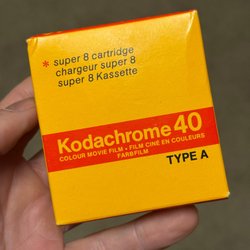 * super 8 cartridge
chargeur super 8
super 8 Kassette
Kodachrome 40
COLOUR MOVIE FILM - FILM CINÉ EN COULEURS
FARBFILM
TYPE A